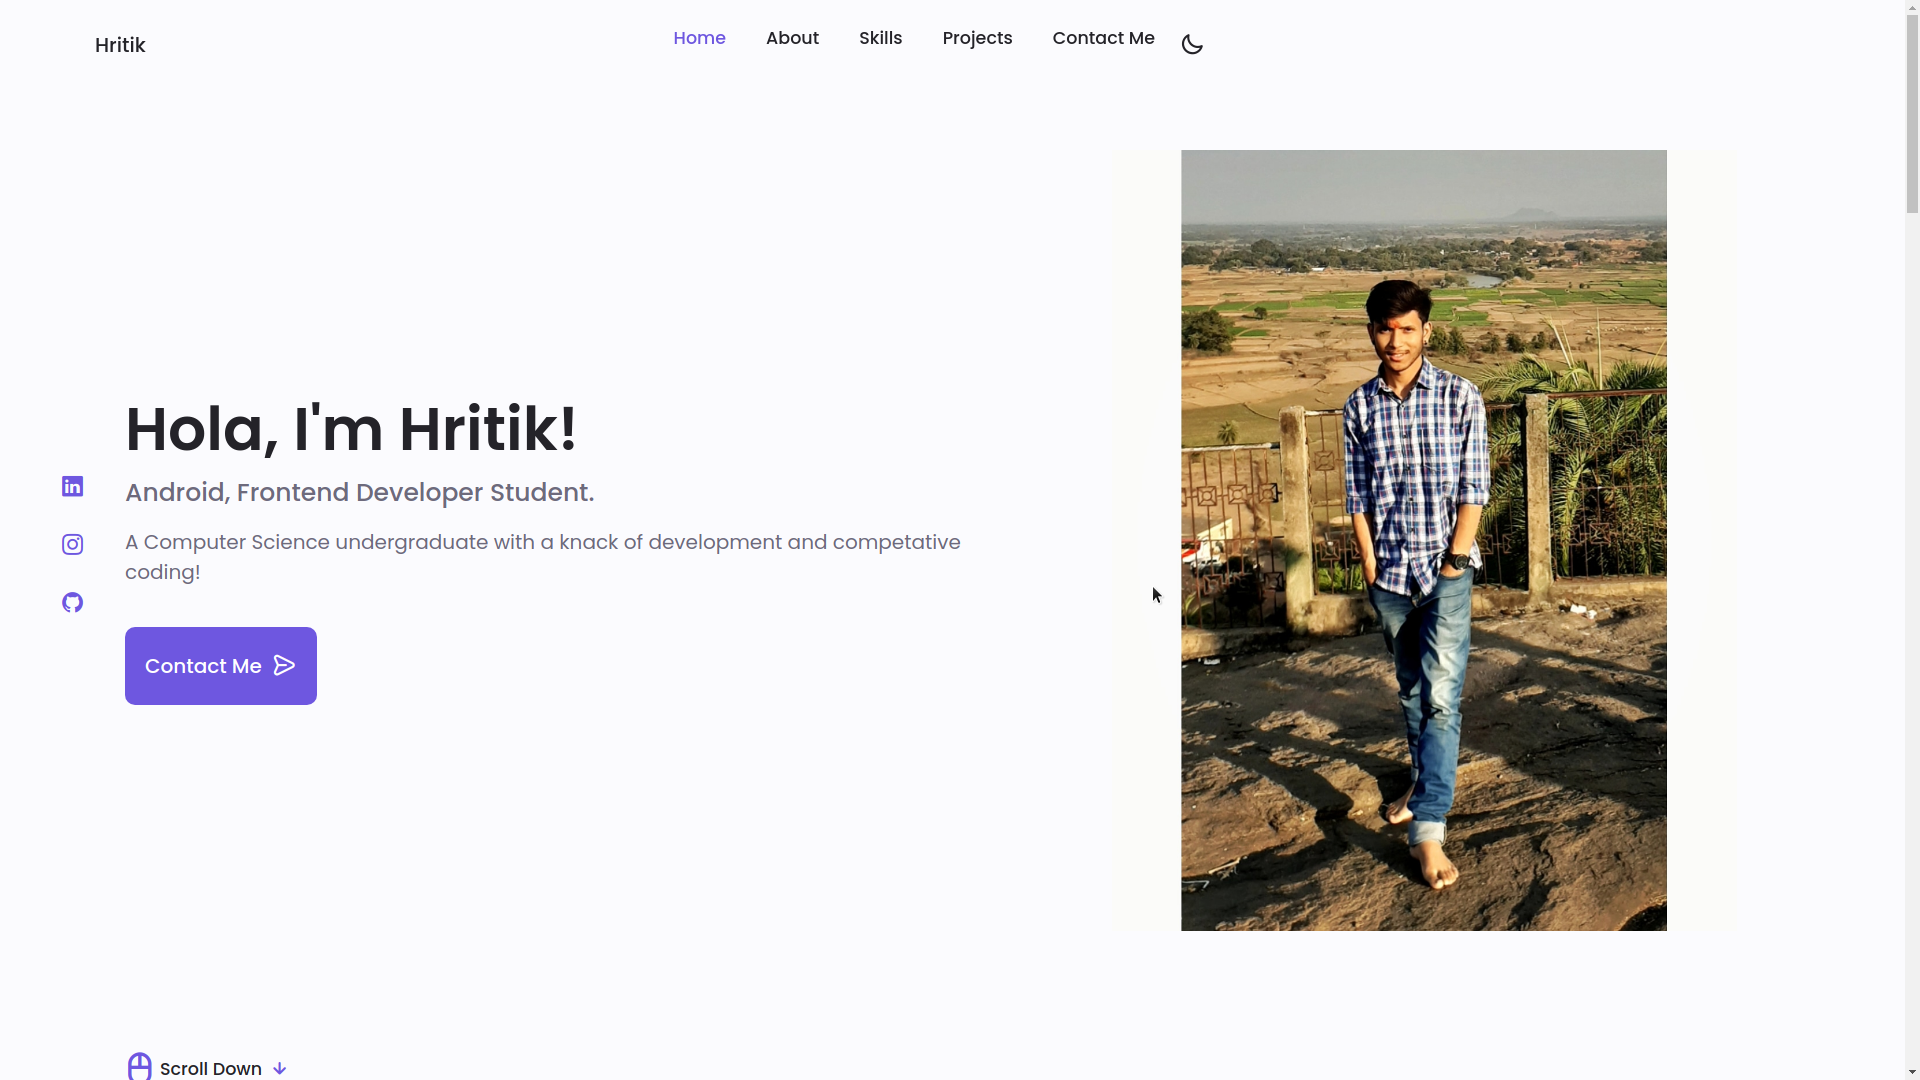 Hritik
Home About Skills Projects Contact Me
Hola, I'm Hritik!
Android, Frontend Developer Student.
A Computer Science undergraduate with a knack of development and competative
coding!
Contact Me
Scroll Down